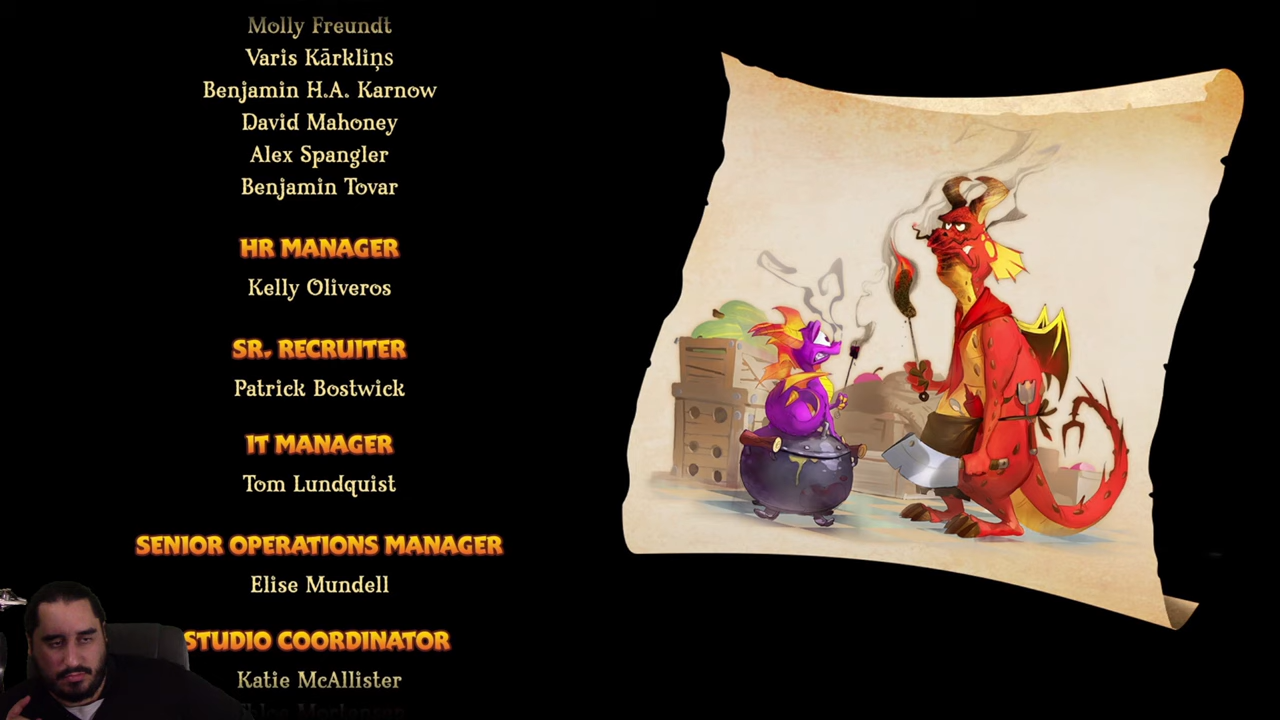 Molly Freundt
Varis Kārkliņs
Benjamin H.A. Karnow
David Mahoney
Alex Spangler
Benjamin Tovar
HR MANAGER
Kelly Oliveros
SR. RECRUITER
Patrick Bostwick
IT MANAGER
Tom Lundquist
SENIOR OPERATIONS MANAGER
Elise Mundell
STUDIO COORDINATOR
Katie McAllister